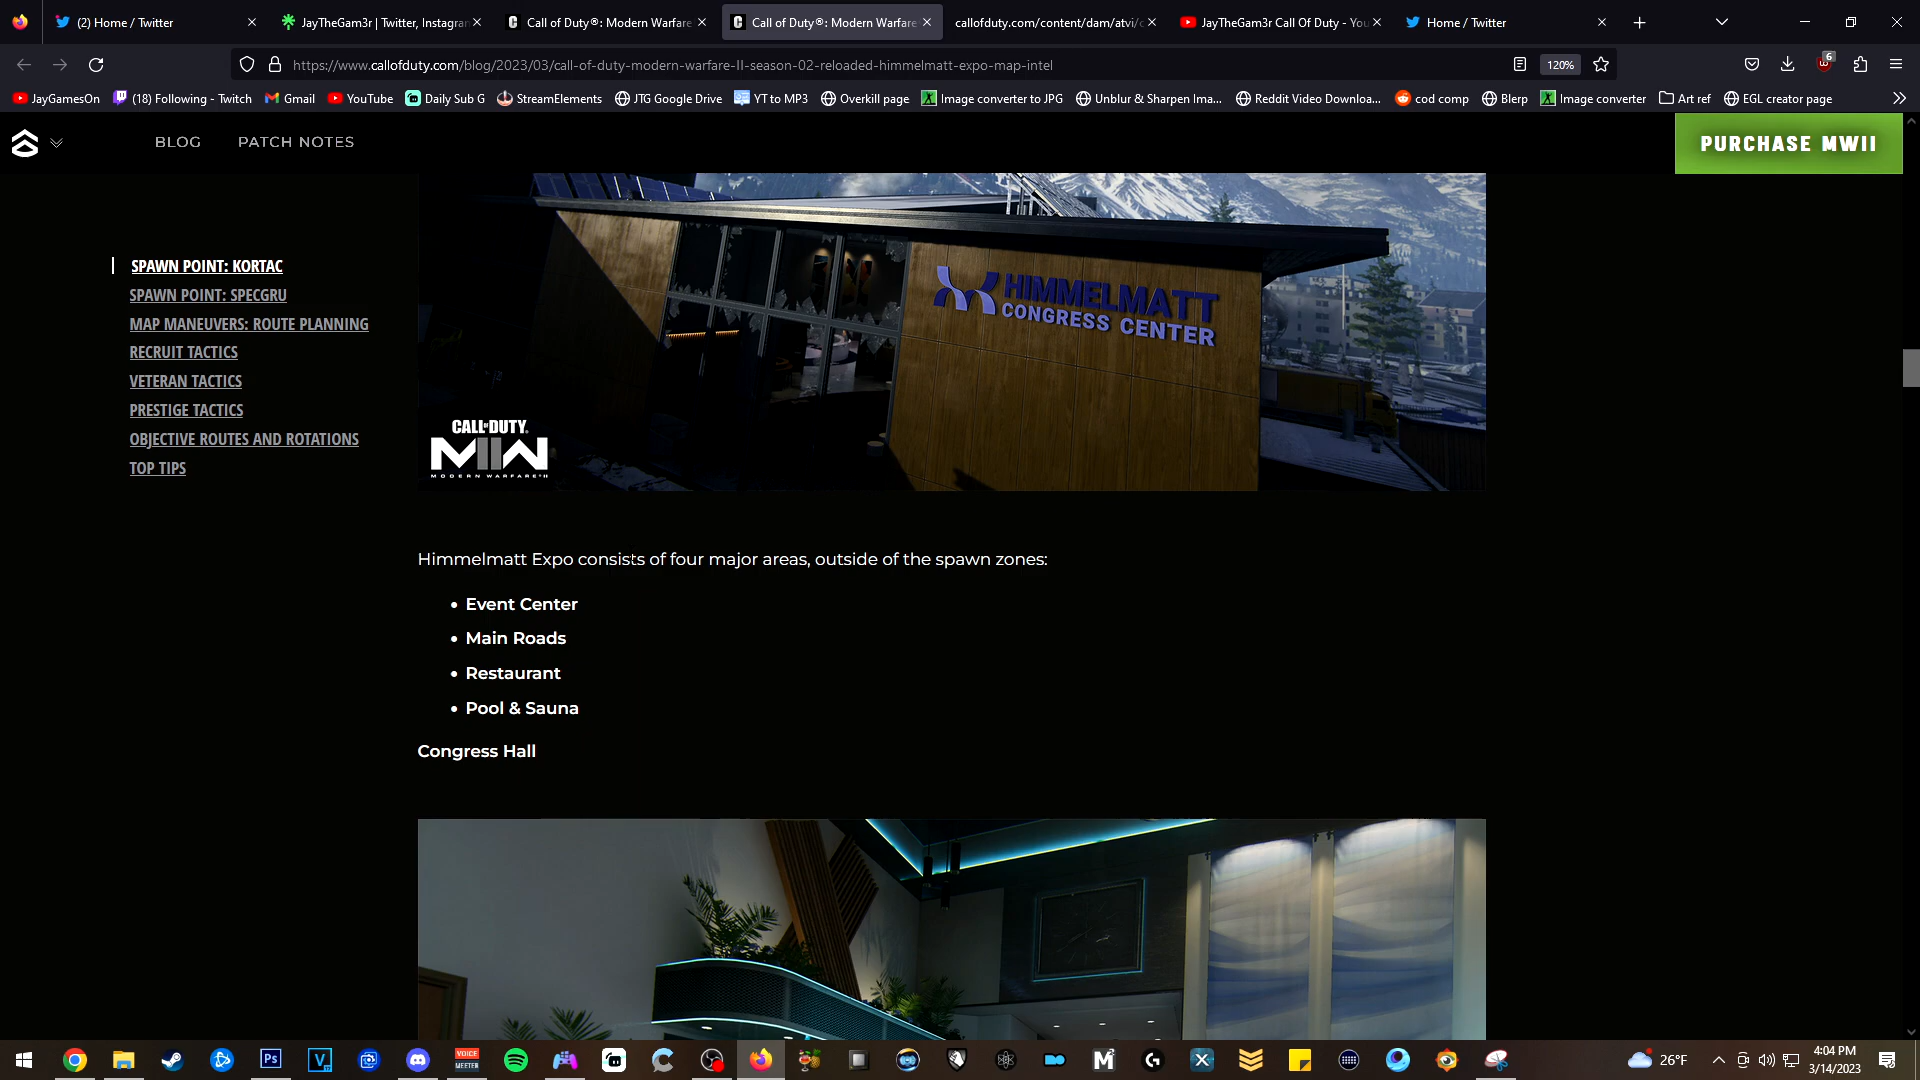 (2) Home / Twitter
JayTheGam3r | Twitter, Instagran
Call of Duty®: Modern Warfare
Call of Duty®: Modern Warfare
callofduty.com/content/dam/atvi/c
JayTheGam3r Call Of Duty - You
Home / Twitter
https://www.callofduty.com/blog/2023/03/call-of-duty-modern-warfare-II-season-02-reloaded-himmelmatt-expo-map-intel
120%
6
JayGamesOn
(18) Following - Twitch
Gmail
YouTube
Daily Sub G
StreamElements
JTG Google Drive
YT to MP3
Overkill page
Image converter to JPG
Unblur & Sharpen Ima...
Reddit Video Downloa...
cod comp
Blerp
Image converter
Art ref
EGL creator page
BLOG
PATCH NOTES
PURCHASE MWII
SPAWN POINT: KORTAC
SPAWN POINT: SPECGRU
MAP MANEUVERS: ROUTE PLANNING
RECRUIT TACTICS
VETERAN TACTICS
PRESTIGE TACTICS
OBJECTIVE ROUTES AND ROTATIONS
TOP TIPS
HIMMELMATT
CONGRESS CENTER
CALL OF DUTY
MWII
MODERN WARFARE II
Himmelmatt Expo consists of four major areas, outside of the spawn zones:
• Event Center
• Main Roads
• Restaurant
• Pool & Sauna
Congress Hall
Ps
V
VOICE
MEETER
26°F
4:04 PM
3/14/2023